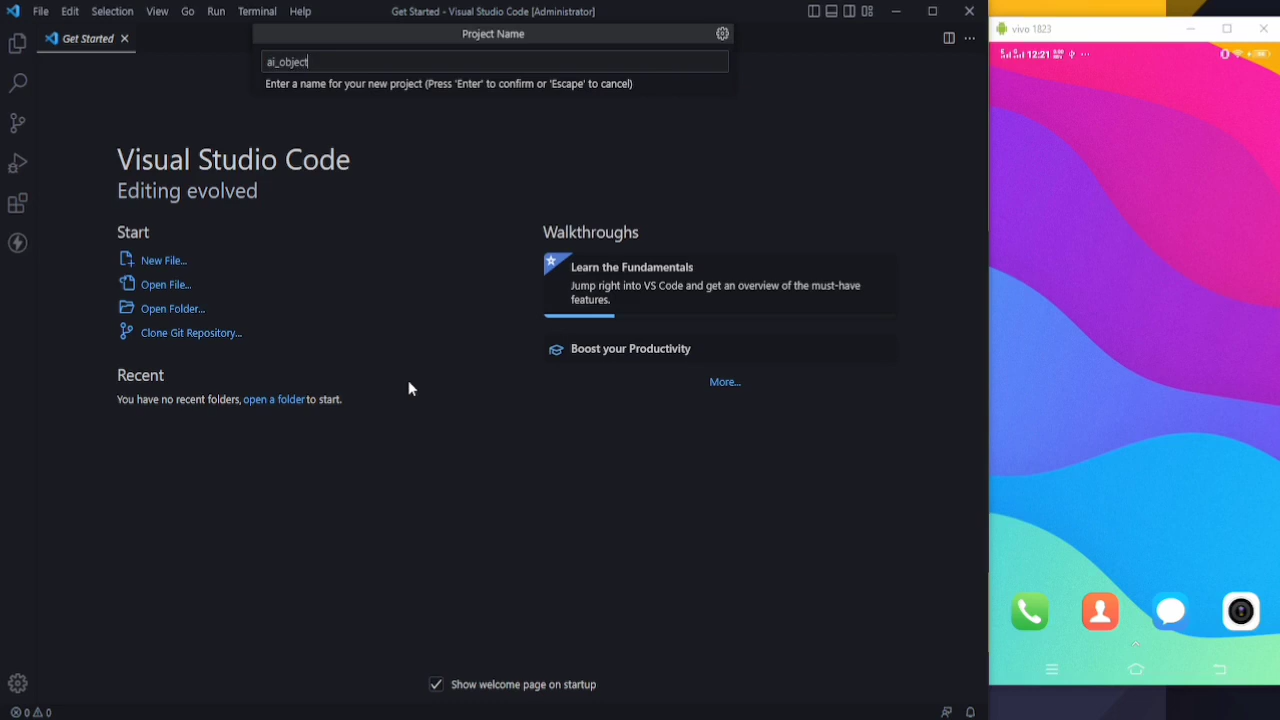 File Edit Selection View Go Run Terminal Help
Get Started - Visual Studio Code [Administrator]
Get Started
Project Name
ai_object
Enter a name for your new project (Press 'Enter' to confirm or 'Escape' to cancel)
Visual Studio Code
Editing evolved
Start
New File...
Open File...
Open Folder...
Clone Git Repository...
Recent
You have no recent folders, open a folder to start.
Walkthroughs
Learn the Fundamentals
Jump right into VS Code and get an overview of the must-have
features.
Boost your Productivity
More...
Show welcome page on startup
0 0
vivo 1823
12:21